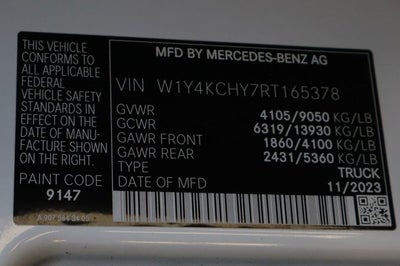 THIS VEHICLE
CONFORMS TO
ALL APPLICABLE
FEDERAL MOTOR
VEHICLE SAFETY
STANDARDS IN
EFFECT ON THE
DATE OF MANU-
FACTURE SHOWN
PAINT CODE
9147
MFD BY MERCEDES-BENZ AG
VIN W1Y4KCHY7RT165378
GVWR 4105/9050 KG/LB
GCWR 6319/13930 KG/LB
GAWR FRONT 1860/4100 KG/LB
GAWR REAR 2431/5360 KG/LB
TYPE TRUCK
DATE OF MFD 11/2023
A 907 584